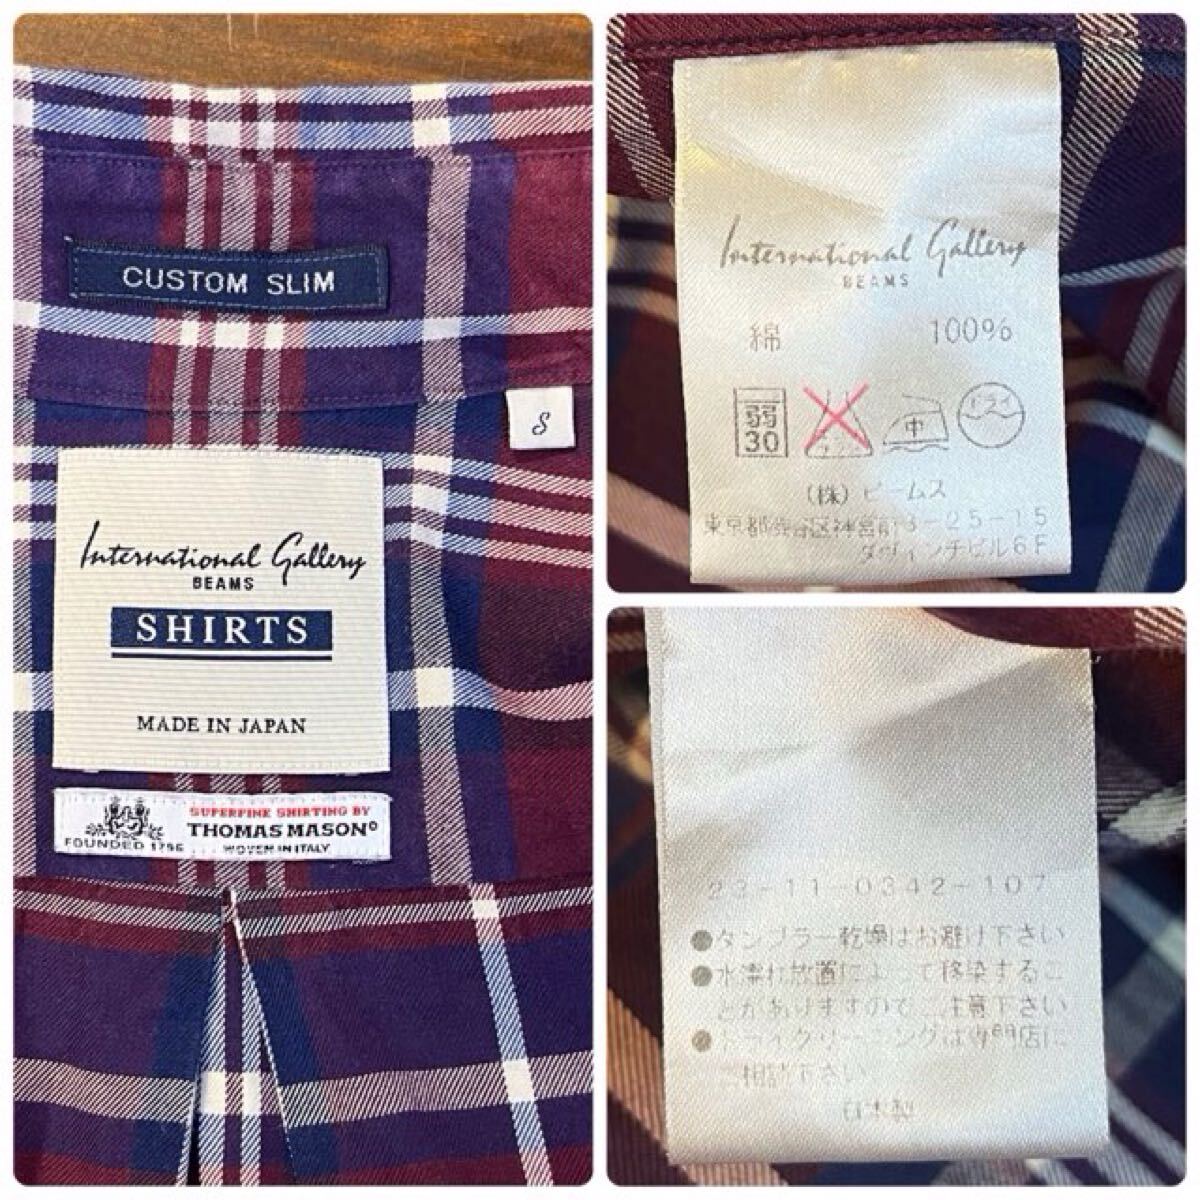 CUSTOM SLIM
S
International Gallery
BEAMS
SHIRTS
MADE IN JAPAN
SUPERFINE SHIRTING BY
THOMAS MASON®
FOUNDED 1796
WOVEN IN ITALY
International Gallery
BEAMS
綿 100%
弱
30
中
ドライ
(株) ビームス
東京都渋谷区神宮前3-25-15
ダヴィンチビル6F
23-11-0342-107
●タンブラー乾燥はお避け下さい
●水濡れ放置によって移染するこ
とがありますのでご注意下さい
●ドライクリーニングは専門店に
ご相談下さい
日本製